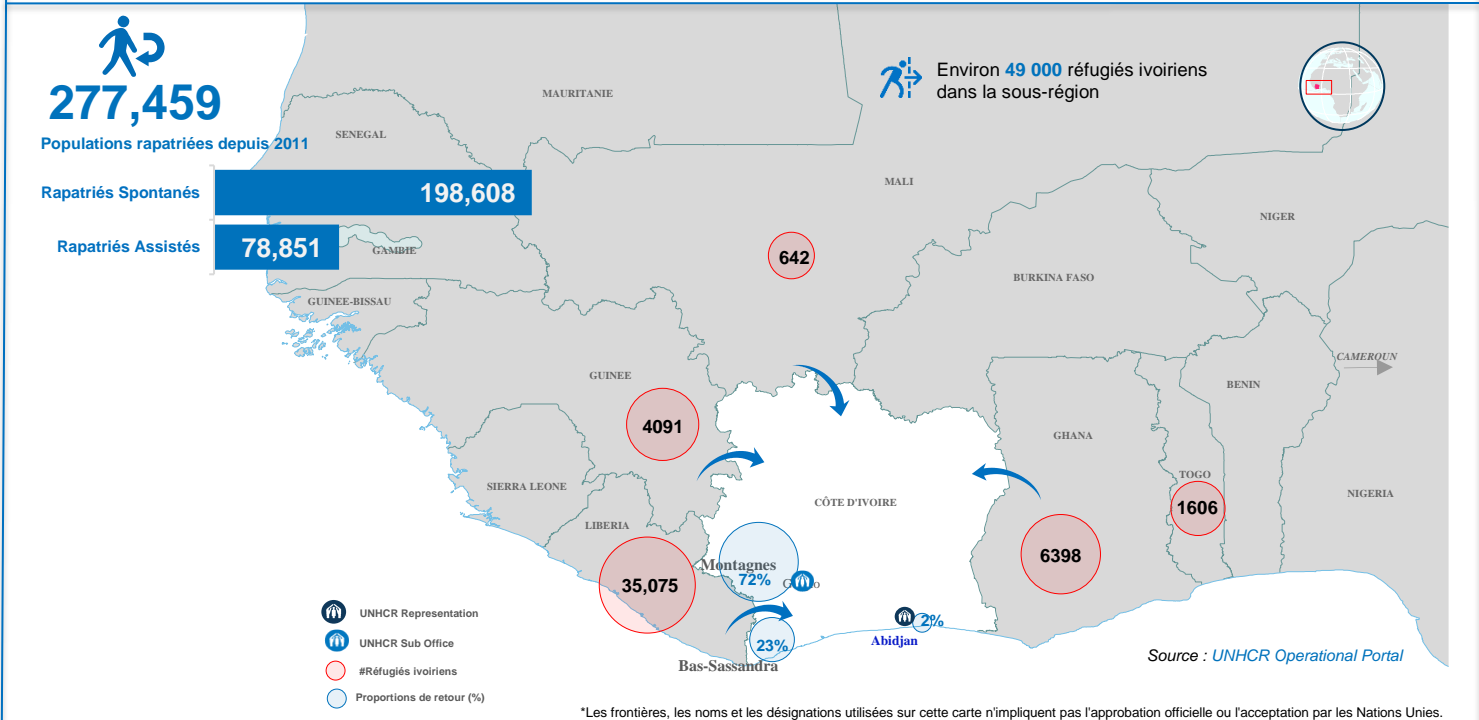 277,459
Populations rapatriées depuis 2011
Rapatriés Spontanés
198,608
Rapatriés Assistés
78,851
Environ 49 000 réfugiés ivoiriens
dans la sous-région
MAURITANIE
SENEGAL
MALI
NIGER
GAMBIE
642
BURKINA FASO
GUINEE-BISSAU
CAMEROUN
GUINEE
BENIN
4091
GHANA
SIERRA LEONE
TOGO
CÔTE D'IVOIRE
NIGERIA
1606
LIBERIA
6398
Montagnes
35,075
72%
2%
Abidjan
23%
Bas-Sassandra
UNHCR Representation
UNHCR Sub Office
#Réfugiés ivoiriens
Proportions de retour (%)
Source : UNHCR Operational Portal
*Les frontières, les noms et les désignations utilisées sur cette carte n'impliquent pas l'approbation officielle ou l'acceptation par les Nations Unies.